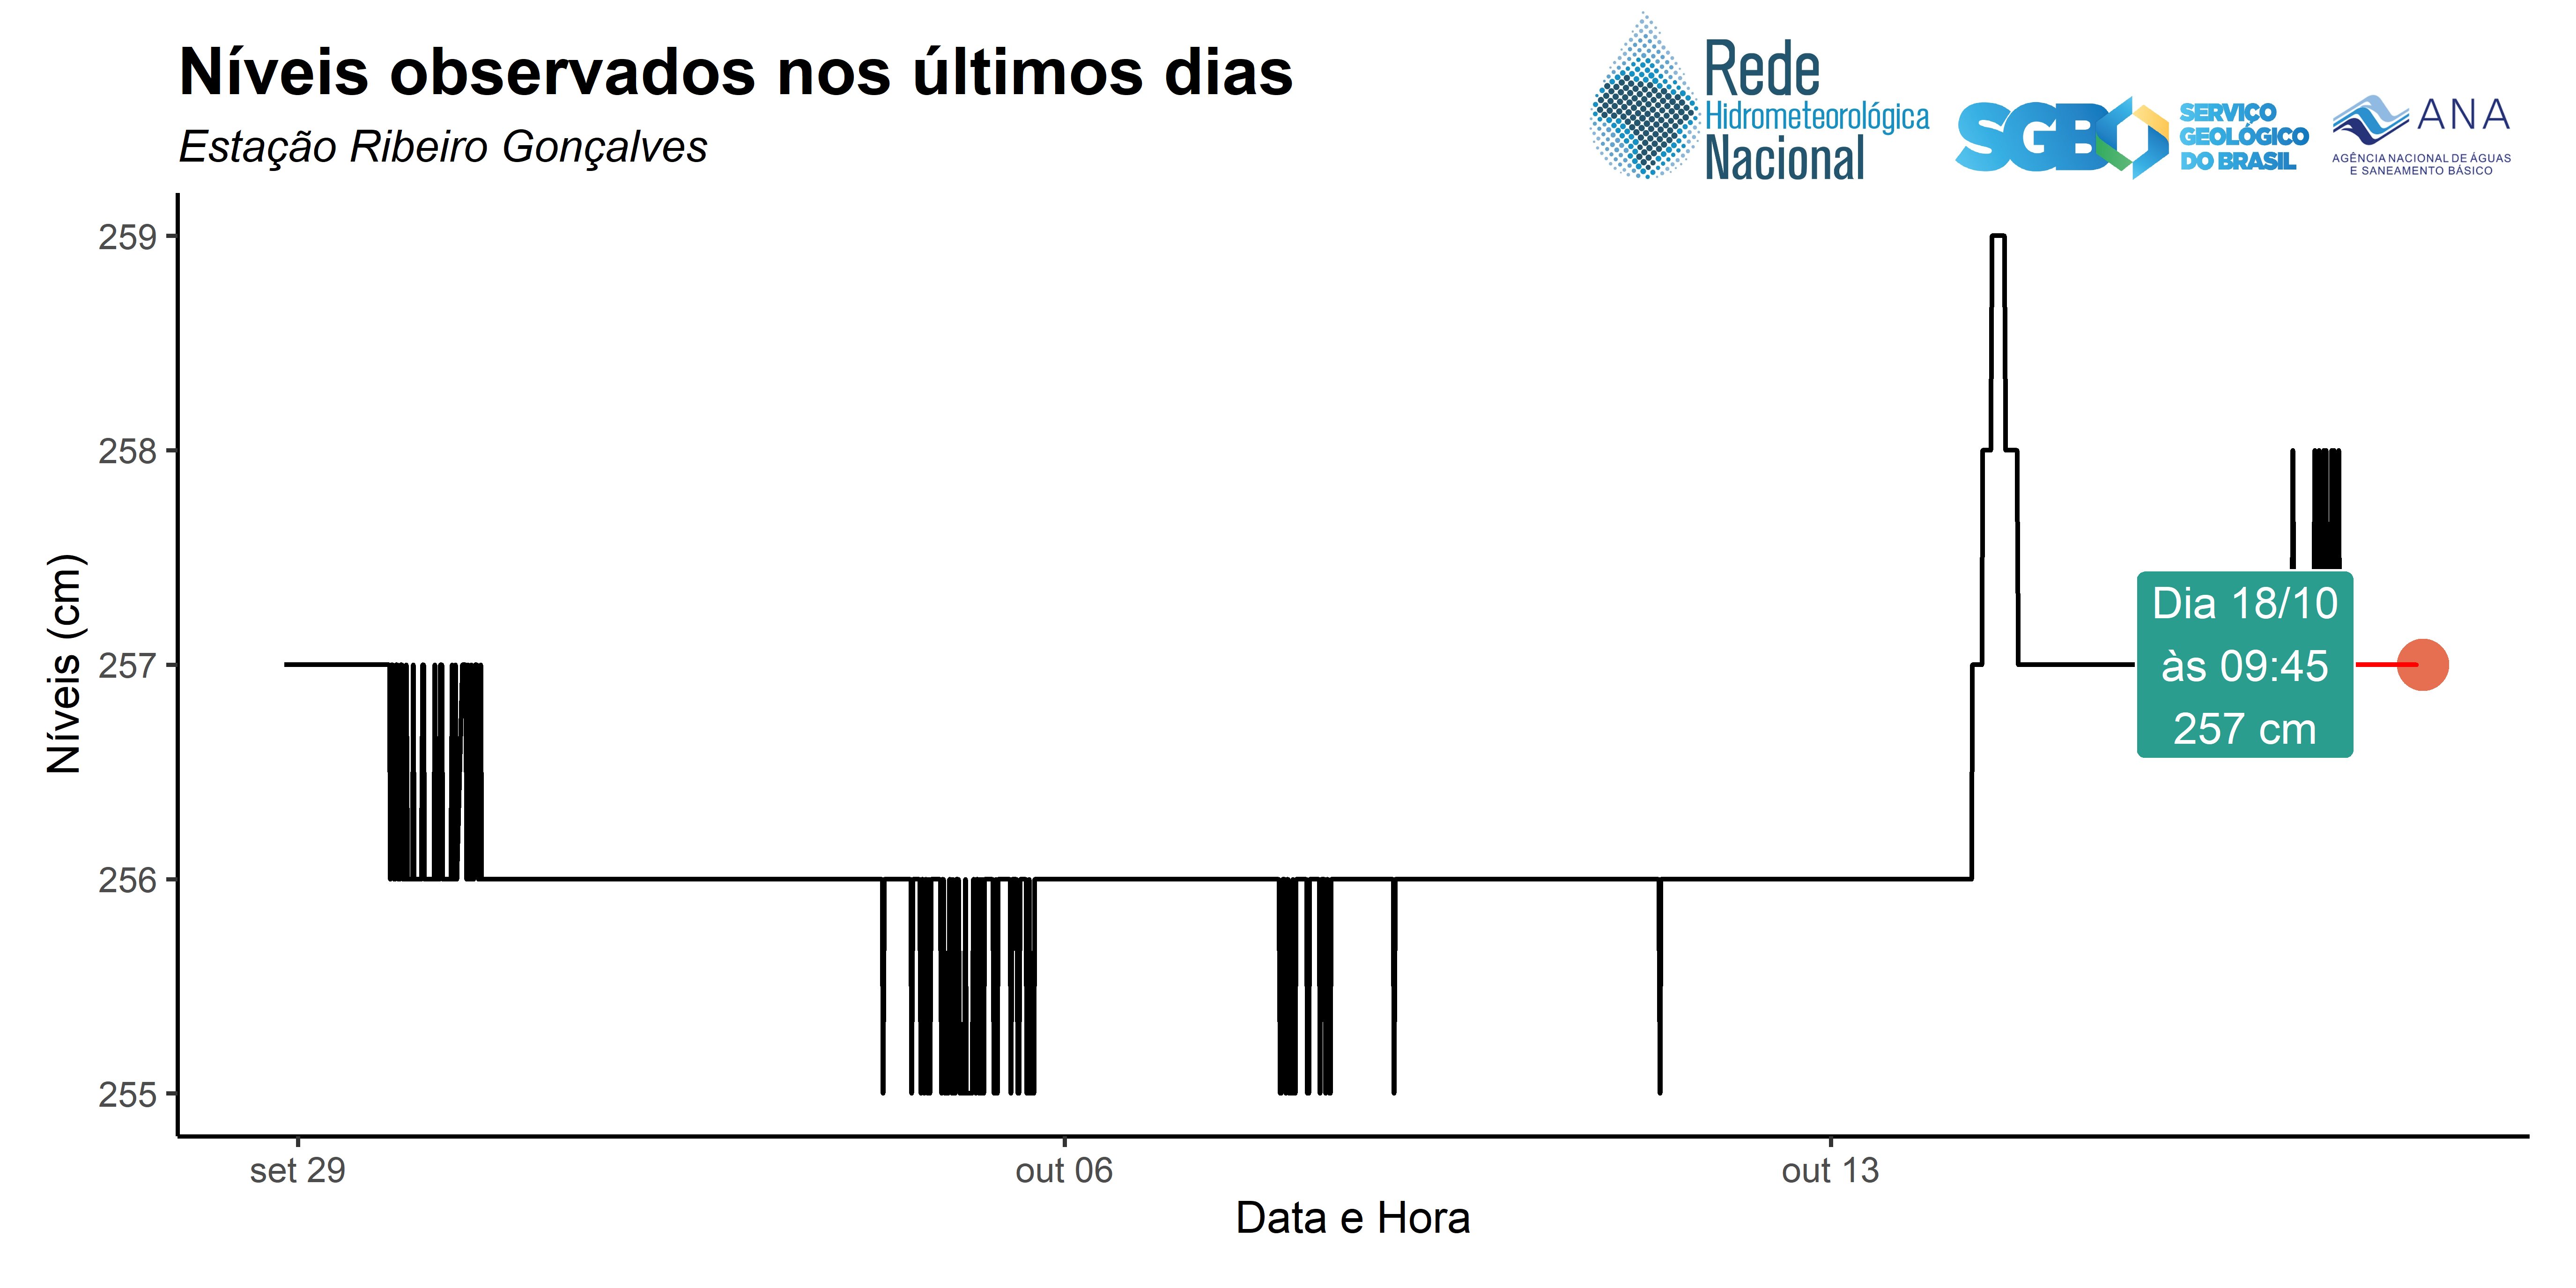 Níveis observados nos últimos dias
Estação Ribeiro Gonçalves
Rede
Hidrometeorológica
Nacional
SGB
SERVIÇO
GEOLÓGICO
DO BRASIL
ANA
AGÊNCIA NACIONAL DE ÁGUAS
E SANEAMENTO BÁSICO
Níveis (cm)
259
258
257
256
255
Dia 18/10
às 09:45
257 cm
set 29
out 06
out 13
Data e Hora